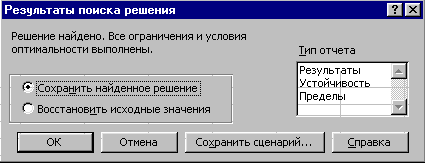 Результаты поиска решения
Решение найдено. Все ограничения и условия
оптимальности выполнены.
Тип отчета
Результаты
Устойчивость
Пределы
Сохранить найденное решение
Восстановить исходные значения
ОК
Отмена
Сохранить сценарий...
Справка